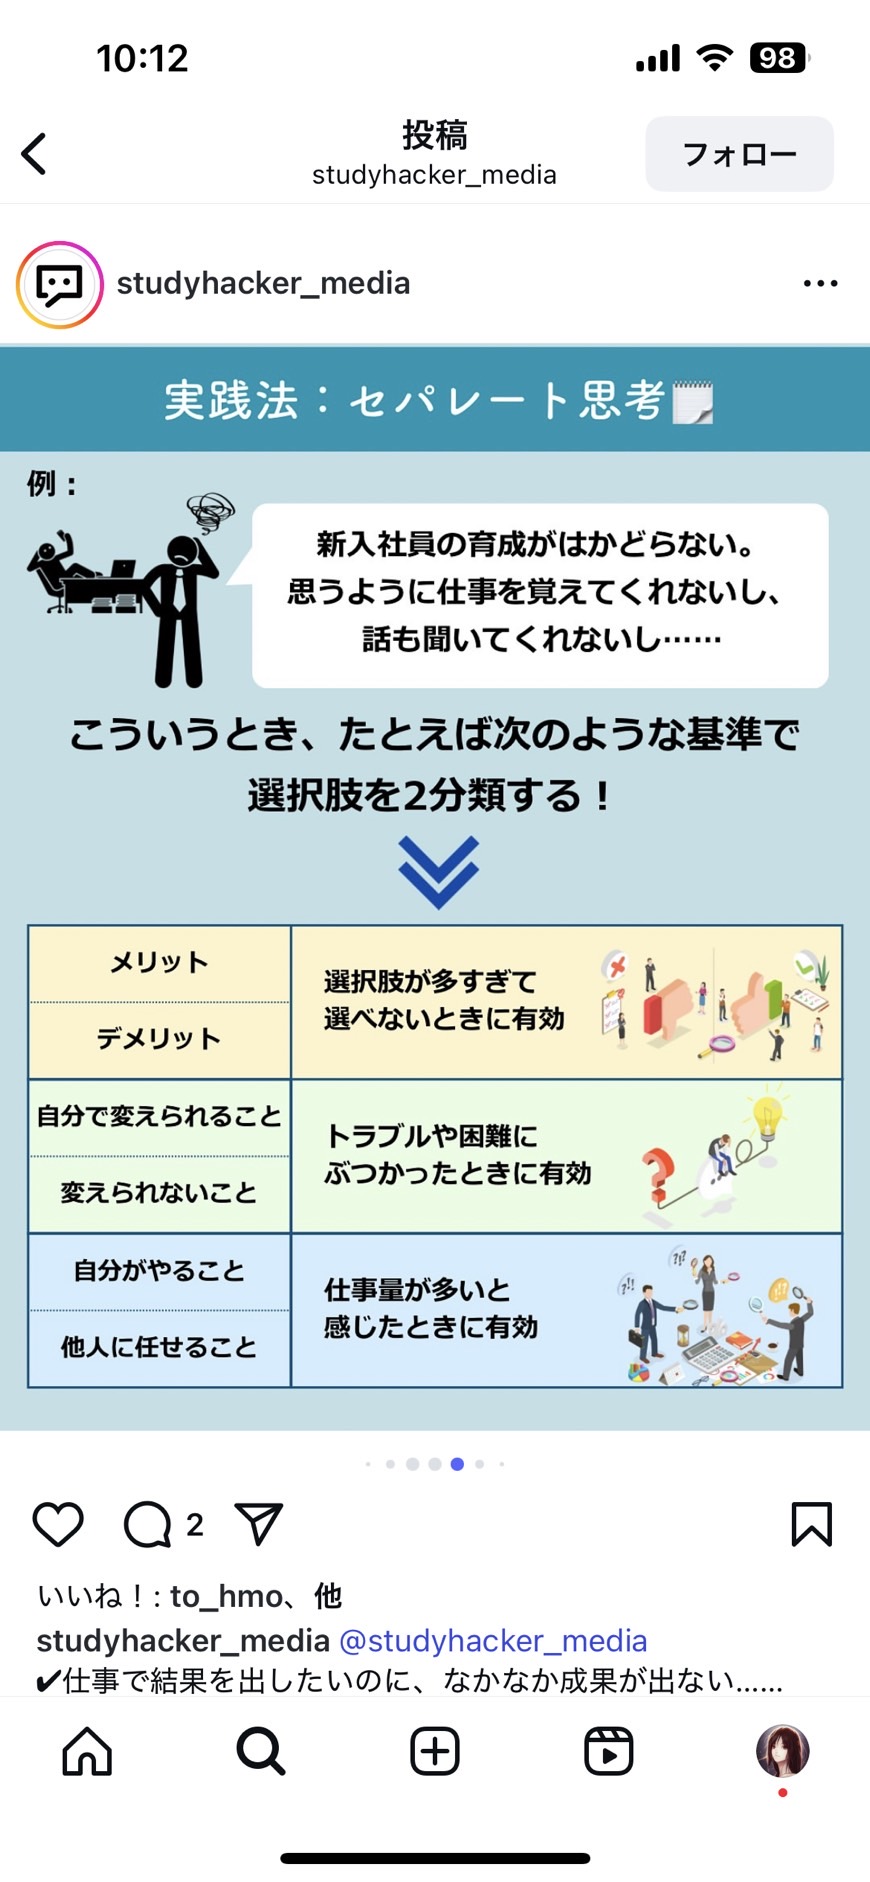 10:12
98
投稿
studyhacker_media
フォロー
studyhacker_media
実践法：セパレート思考
例：
新入社員の育成がはかどらない。
思うように仕事を覚えてくれないし、
話も聞いてくれないし……
こういうとき、たとえば次のような基準で
選択肢を2分類する！
メリット
デメリット
選択肢が多すぎて
選べないときに有効
自分で変えられること
変えられないこと
トラブルや困難に
ぶつかったときに有効
自分がやること
他人に任せること
仕事量が多いと
感じたときに有効
2
いいね！: to_hmo、他
studyhacker_media @studyhacker_media
✔仕事で結果を出したいのに、なかなか成果が出ない......